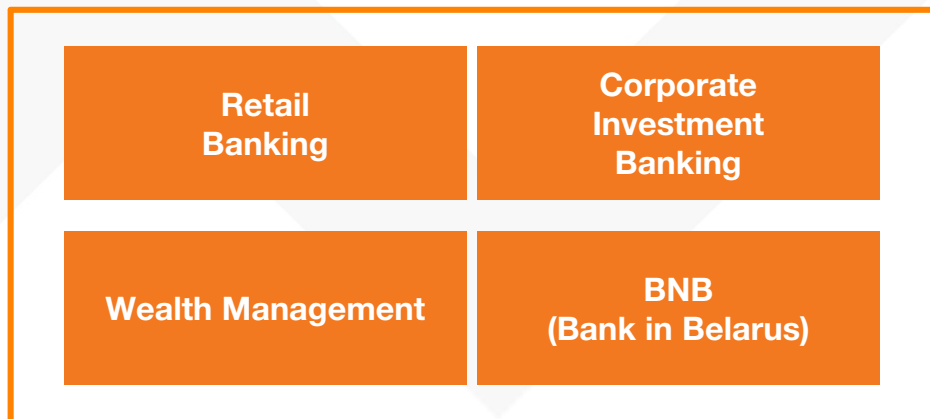 Retail
Banking
Corporate
Investment
Banking
Wealth Management
BNB
(Bank in Belarus)